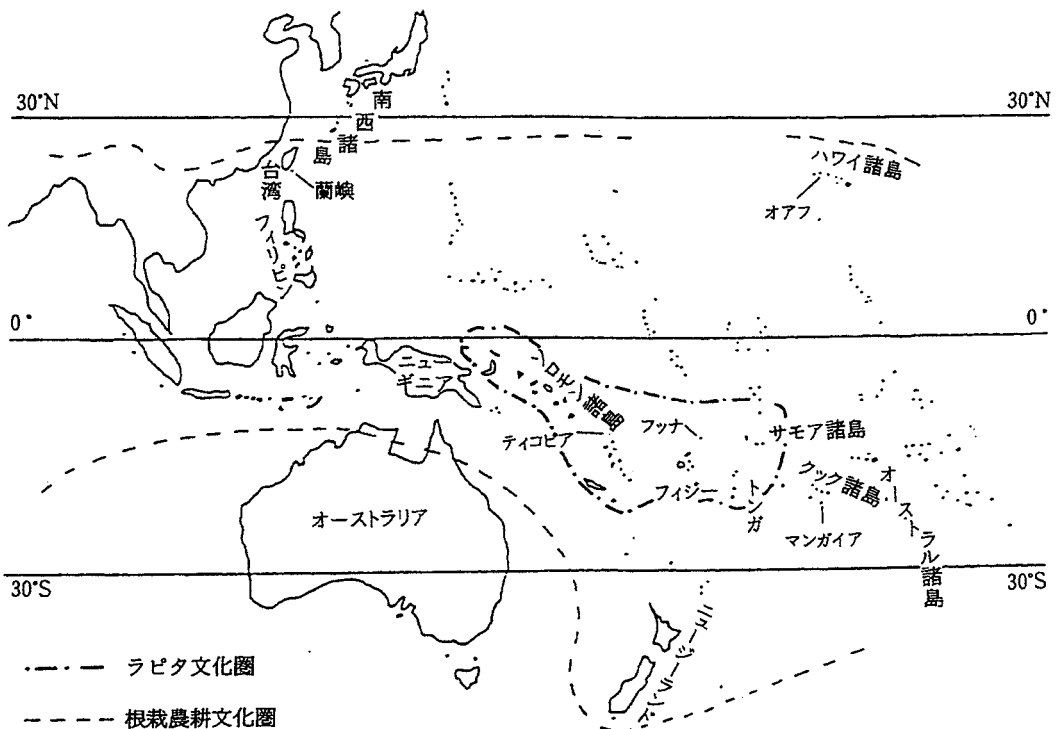 30°N
30°N
南西諸島
台湾
蘭嶼
ハワイ諸島
オアフ
フィリピン
0°
0°
ニューギニア
ソロモン諸島
ティコピア
フツナ
サモア諸島
フィジー
トンガ
クック諸島
オーストラル諸島
マンガイア
オーストラリア
30°S
30°S
ニュージーランド
ラピタ文化圏
根栽農耕文化圏